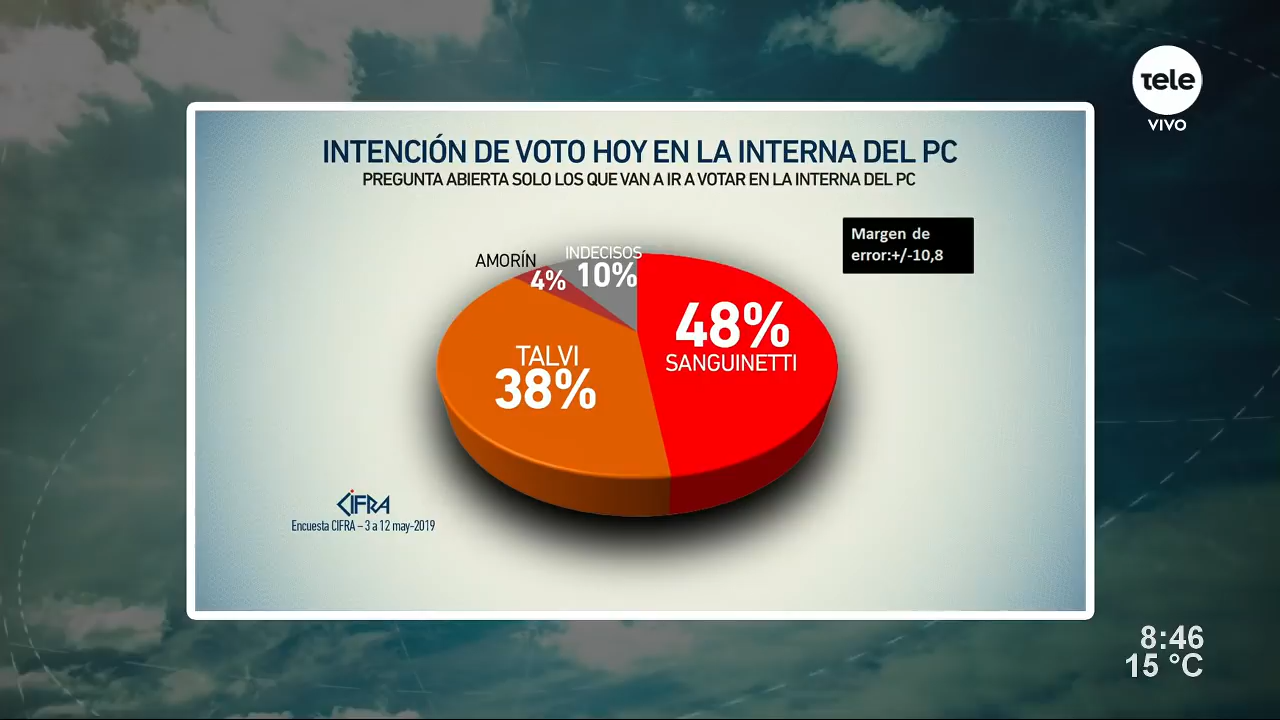 tele
VIVO
INTENCIÓN DE VOTO HOY EN LA INTERNA DEL PC
PREGUNTA ABIERTA SOLO LOS QUE VAN A IR A VOTAR EN LA INTERNA DEL PC
Margen de
error:+/-10,8
AMORÍN
4%
INDECISOS
10%
48%
SANGUINETTI
TALVI
38%
CIFRA
Encuesta CIFRA – 3 a 12 may-2019
8:46
15 °C